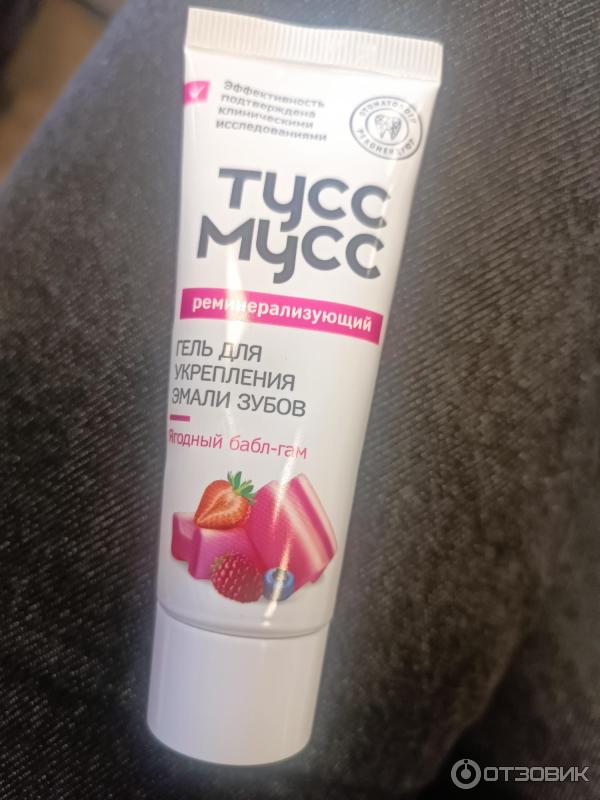 Эффективность
подтверждена
клиническими
исследованиями
ТУСС
МУСС
реминерализующий
ГЕЛЬ ДЛЯ
УКРЕПЛЕНИЯ
ЭМАЛИ ЗУБОВ
Ягодный бабл-гам
ОТЗОВИК